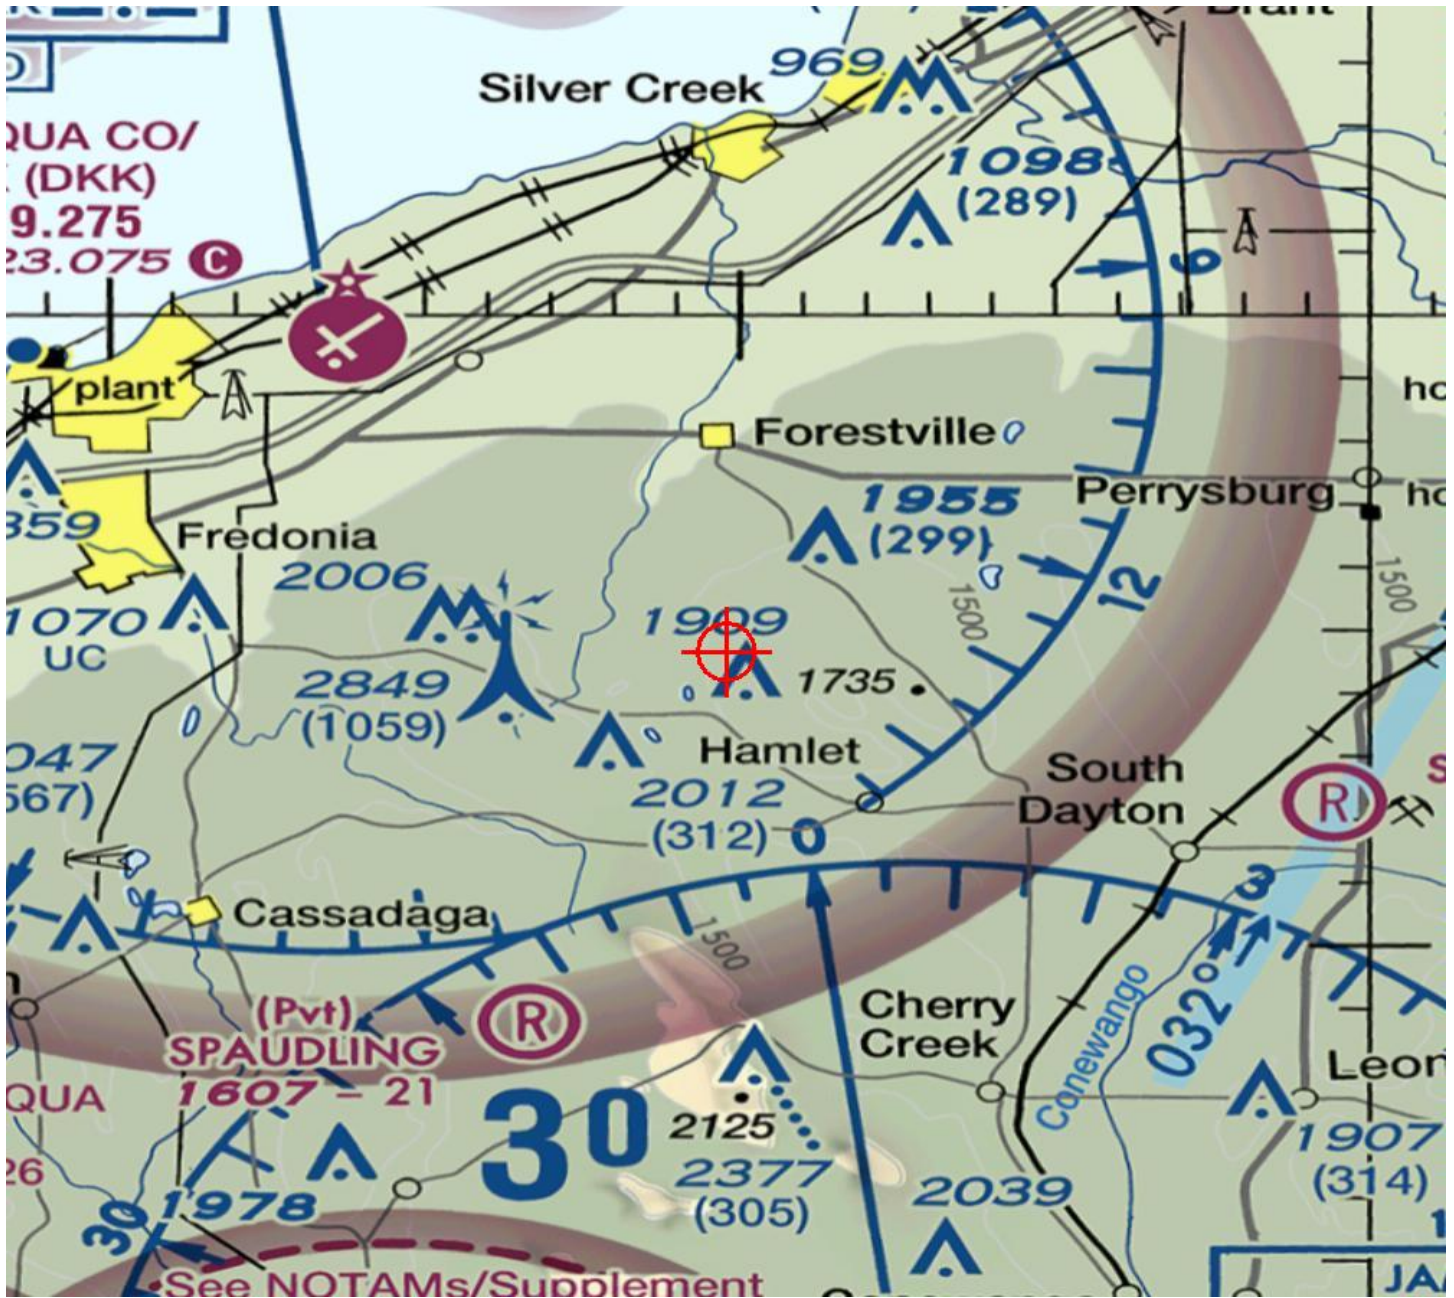 Brant
969
Silver Creek
QUA CO/
(DKK)
9.275
23.075 C
1098
(289)
6
plant
Forestville
1955
(299)
Perrysburg
359
Fredonia
2006
12
1500
1500
1070
UC
1909
2849
(1059)
1735
047
567)
Hamlet
2012
(312)
0
South
Dayton
R
3
Cassadaga
1500
032°
Conewango
(Pvt)
SPAUDLING
1607 - 21
R
Cherry
Creek
QUA
26
30
2125
2377
(305)
1907
(314)
1978
30
2039
See NOTAMs/Supplement